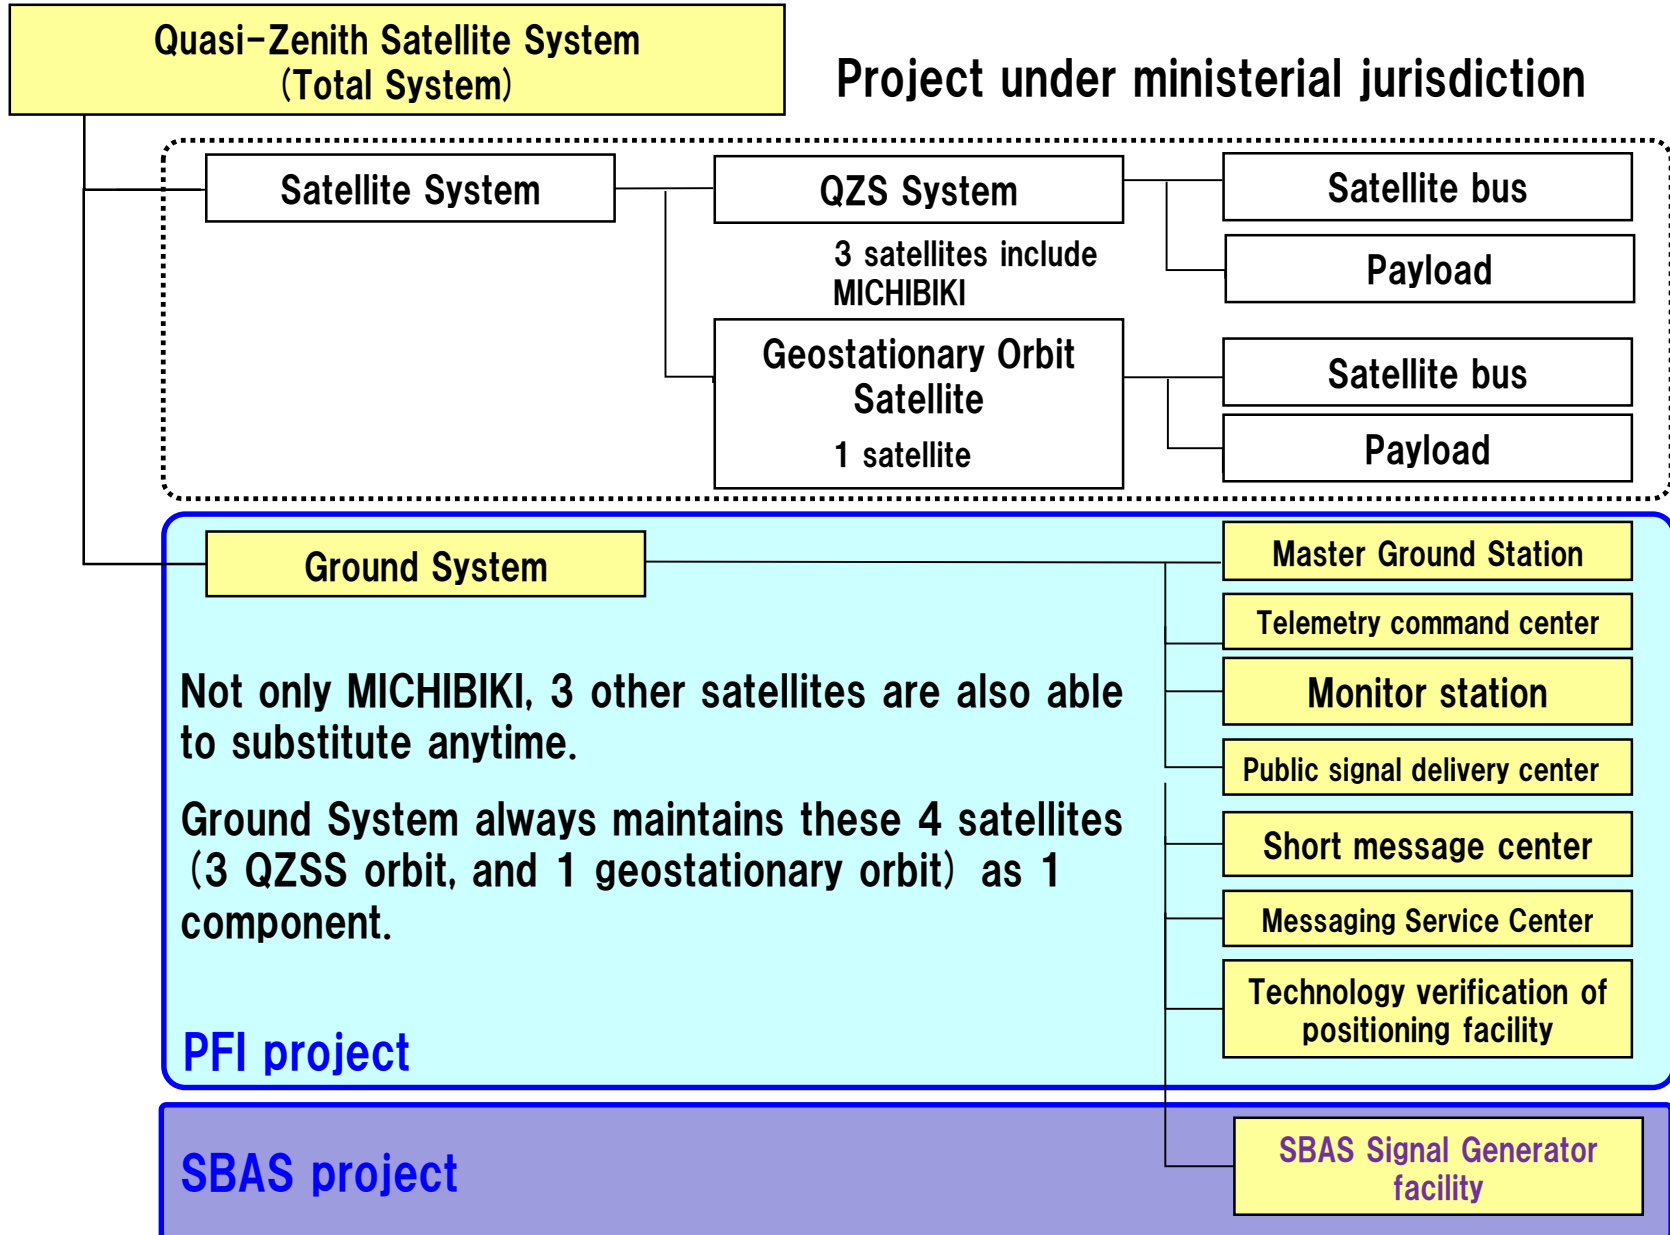 Quasi-Zenith Satellite System
(Total System)
Project under ministerial jurisdiction
Satellite System
QZS System
Satellite bus
3 satellites include
MICHIBIKI
Payload
Geostationary Orbit
Satellite
1 satellite
Satellite bus
Payload
Ground System
Master Ground Station
Telemetry command center
Monitor station
Public signal delivery center
Short message center
Messaging Service Center
Technology verification of
positioning facility
Not only MICHIBIKI, 3 other satellites are also able
to substitute anytime.
Ground System always maintains these 4 satellites
(3 QZSS orbit, and 1 geostationary orbit) as 1
component.
PFI project
SBAS project
SBAS Signal Generator
facility